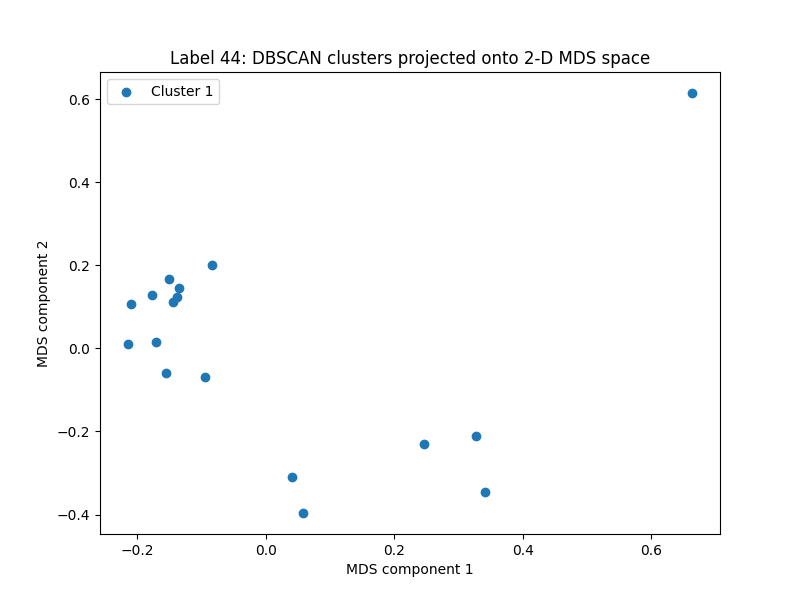 Label 44: DBSCAN clusters projected onto 2-D MDS space
Cluster 1
0.6
0.4
0.2
0.0
−0.2
−0.4
MDS component 2
−0.2 0.0 0.2 0.4 0.6
MDS component 1